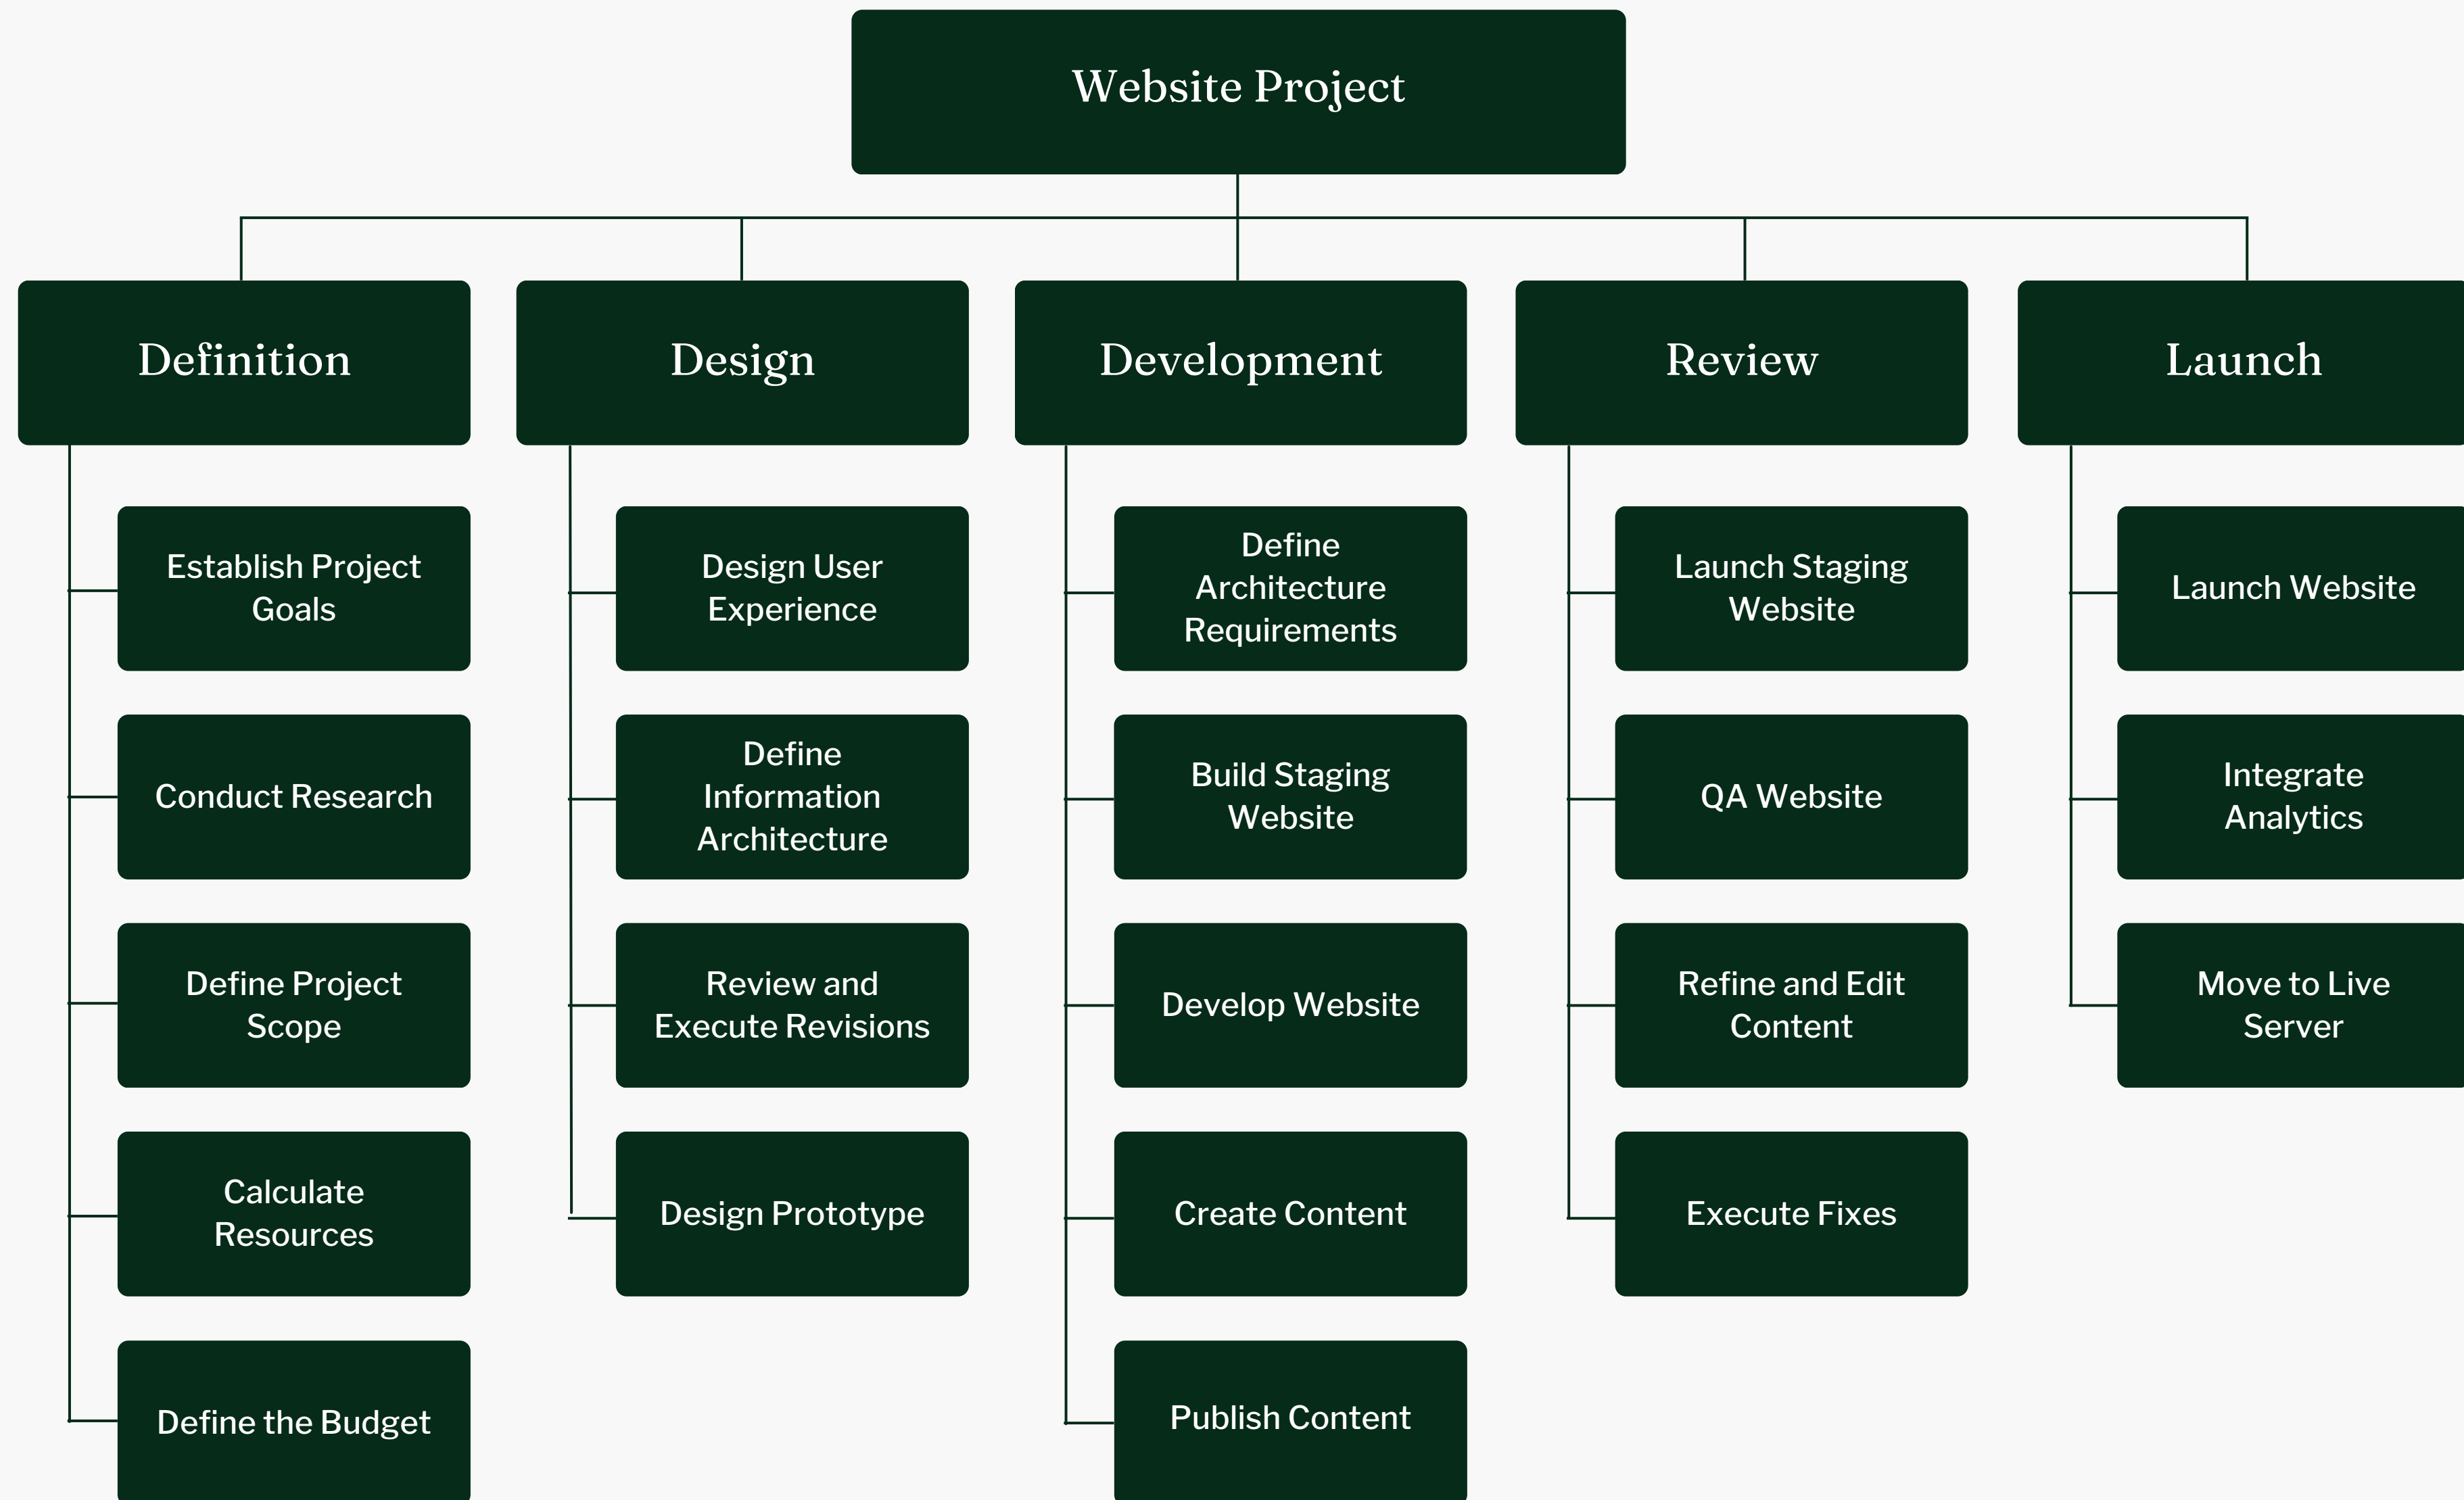 Website Project
Definition
Design
Development
Review
Launch
Establish Project
Goals
Conduct Research
Define Project
Scope
Calculate
Resources
Define the Budget
Design User
Experience
Define
Information
Architecture
Review and
Execute Revisions
Design Prototype
Define
Architecture
Requirements
Build Staging
Website
Develop Website
Create Content
Publish Content
Launch Staging
Website
QA Website
Refine and Edit
Content
Execute Fixes
Launch Website
Integrate
Analytics
Move to Live
Server